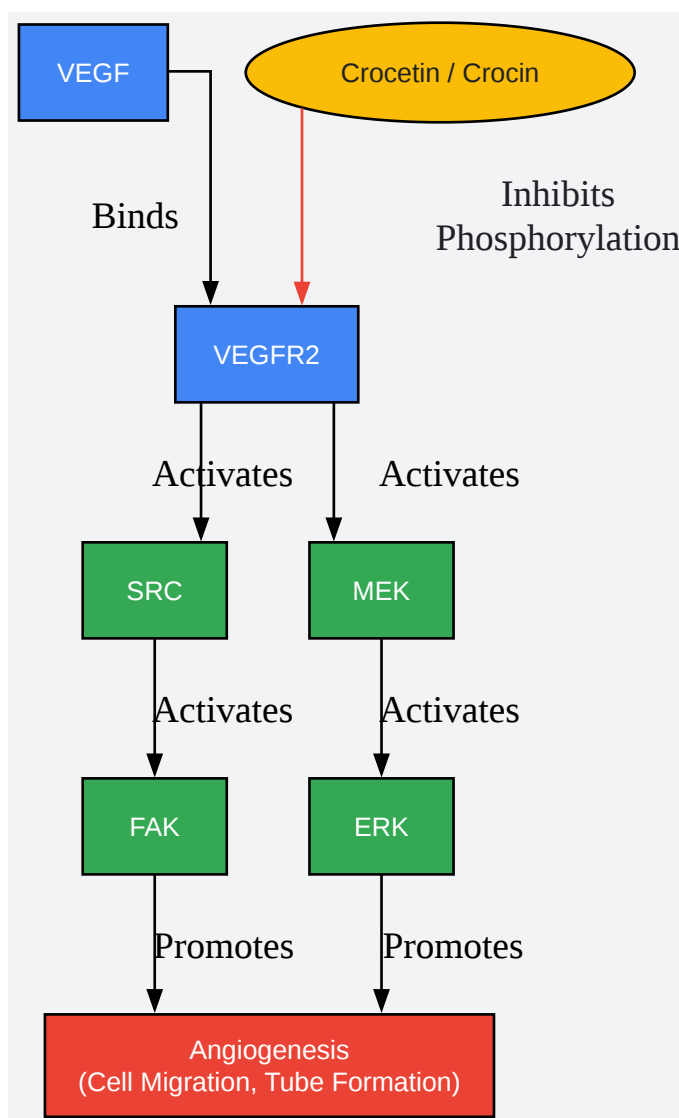 VEGF
Crocetin / Crocin
Binds
Inhibits
Phosphorylation
VEGFR2
Activates
Activates
SRC
MEK
Activates
Activates
FAK
ERK
Promotes
Promotes
Angiogenesis
(Cell Migration, Tube Formation)